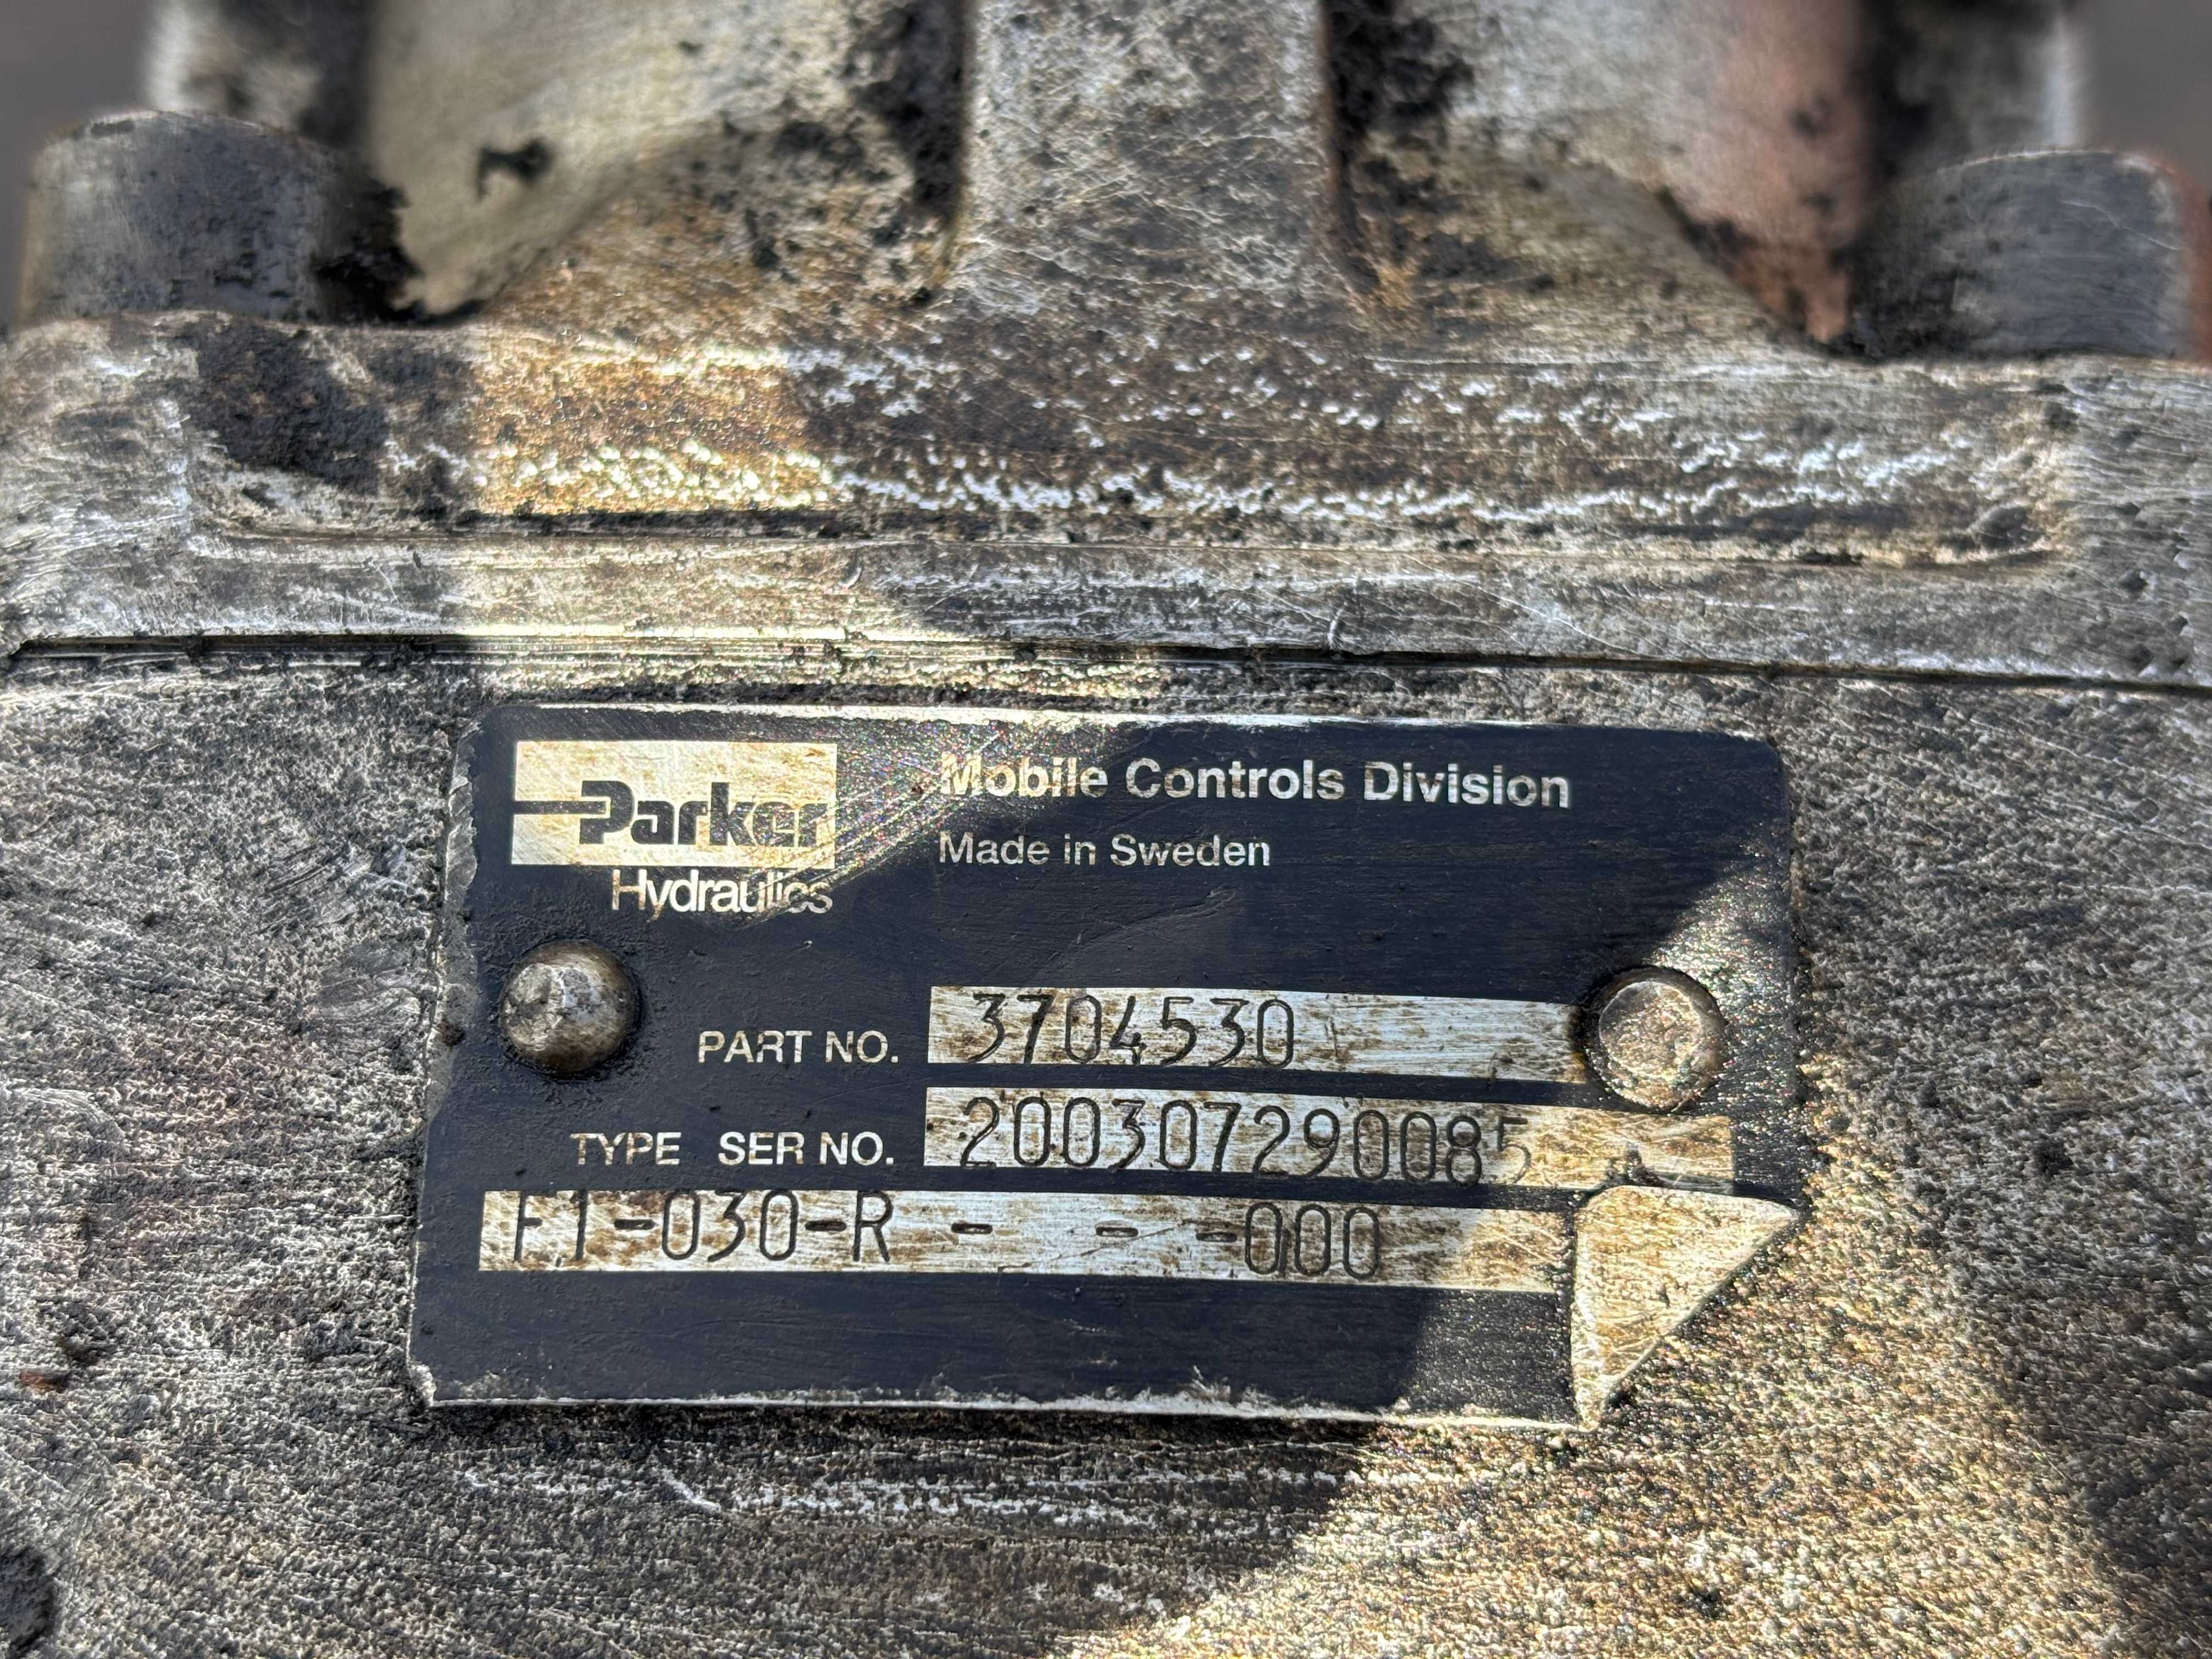 Parker
Hydraulics
Mobile Controls Division
Made in Sweden
PART NO. 3704530
TYPE SER NO. 200307290085
F1-030-R - - -000